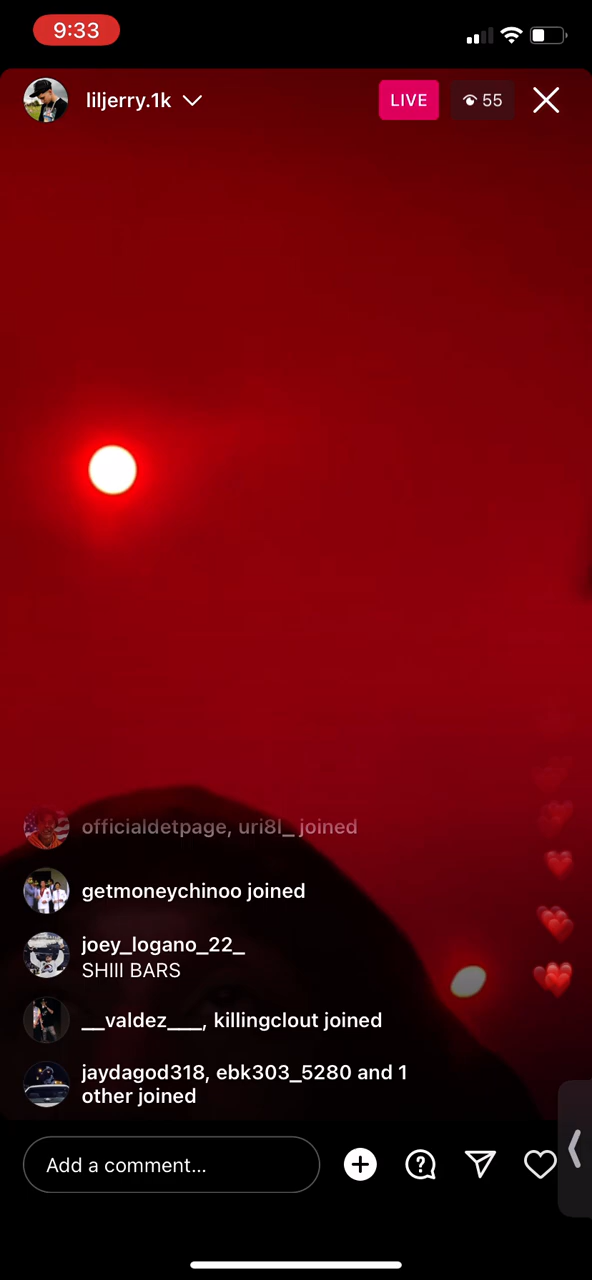 9:33
liljerry.1k
LIVE
55
officialdetpage, uri8l_ joined
getmoneychinoo joined
joey_logano_22_
SHIII BARS
__valdez___, killingclout joined
jaydagod318, ebk303_5280 and 1
other joined
Add a comment...